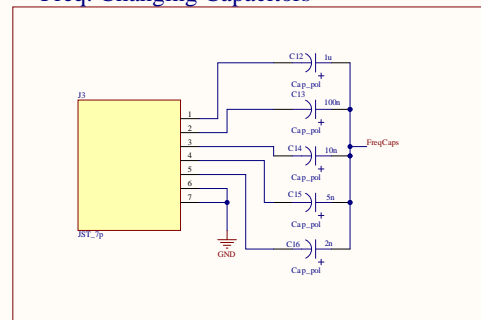 Freq. Changing Capacitors
C12 1u
Cap_pol
J3
C13 100n
1
Cap_pol
2
3
FreqCaps
C14 10n
4
Cap_pol
5
6
C15 5n
7
Cap_pol
JST_7p
C16 2n
GND
Cap_pol